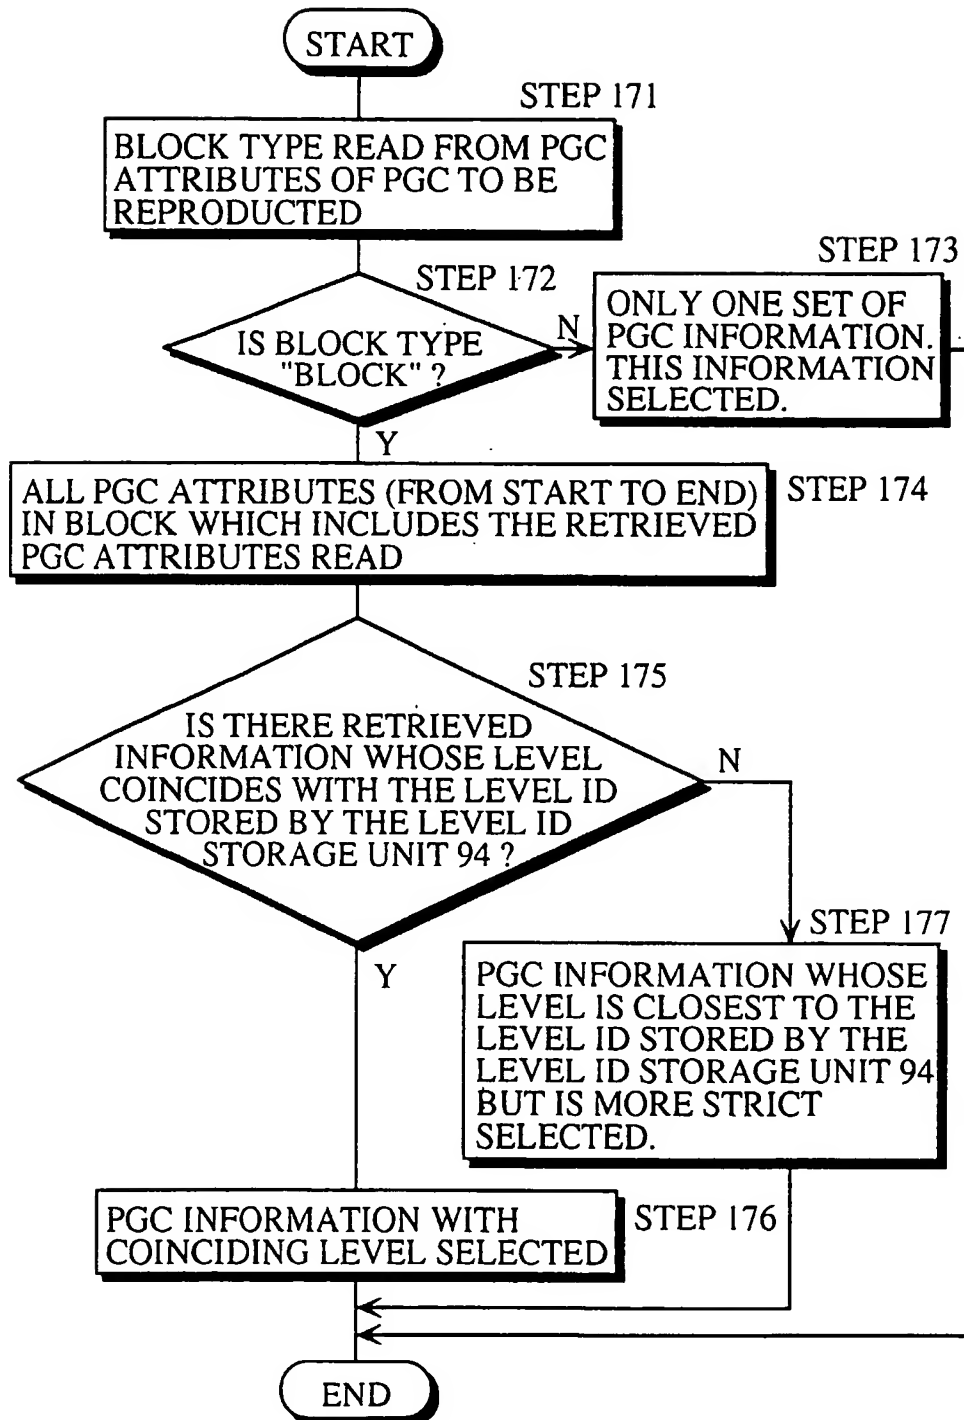 START
STEP 171
BLOCK TYPE READ FROM PGC
ATTRIBUTES OF PGC TO BE
REPRODUCTED
STEP 172
IS BLOCK TYPE
"BLOCK" ?
N
STEP 173
ONLY ONE SET OF
PGC INFORMATION.
THIS INFORMATION
SELECTED.
Y
ALL PGC ATTRIBUTES (FROM START TO END)
IN BLOCK WHICH INCLUDES THE RETRIEVED
PGC ATTRIBUTES READ
STEP 174
STEP 175
IS THERE RETRIEVED
INFORMATION WHOSE LEVEL
COINCIDES WITH THE LEVEL ID
STORED BY THE LEVEL ID
STORAGE UNIT 94 ?
N
Y
STEP 177
PGC INFORMATION WHOSE
LEVEL IS CLOSEST TO THE
LEVEL ID STORED BY THE
LEVEL ID STORAGE UNIT 94
BUT IS MORE STRICT
SELECTED.
PGC INFORMATION WITH
COINCIDING LEVEL SELECTED
STEP 176
END